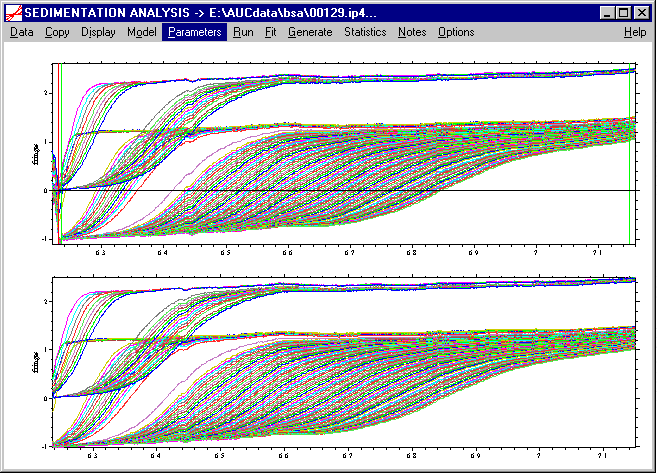 SEDIMENTATION ANALYSIS -> E:\AUCdata\bsa\00129.ip4...
Data Copy Display Model Parameters Run Fit Generate Statistics Notes Options Help
2
1
0
-1
6.3 6.4 6.5 6.6 6.7 6.8 6.9 7 7.1
2
1
0
-1
6.3 6.4 6.5 6.6 6.7 6.8 6.9 7 7.1